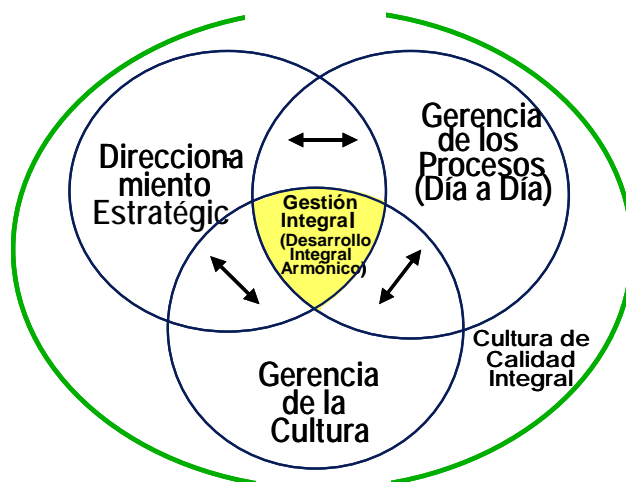 Direcciona-
miento
Estratégic
Gerencia
de los
Procesos
(Día a Día)
Gestión
Integral
(Desarrollo
Integral
Armónico)
Gerencia
de la
Cultura
Cultura de
Calidad
Integral